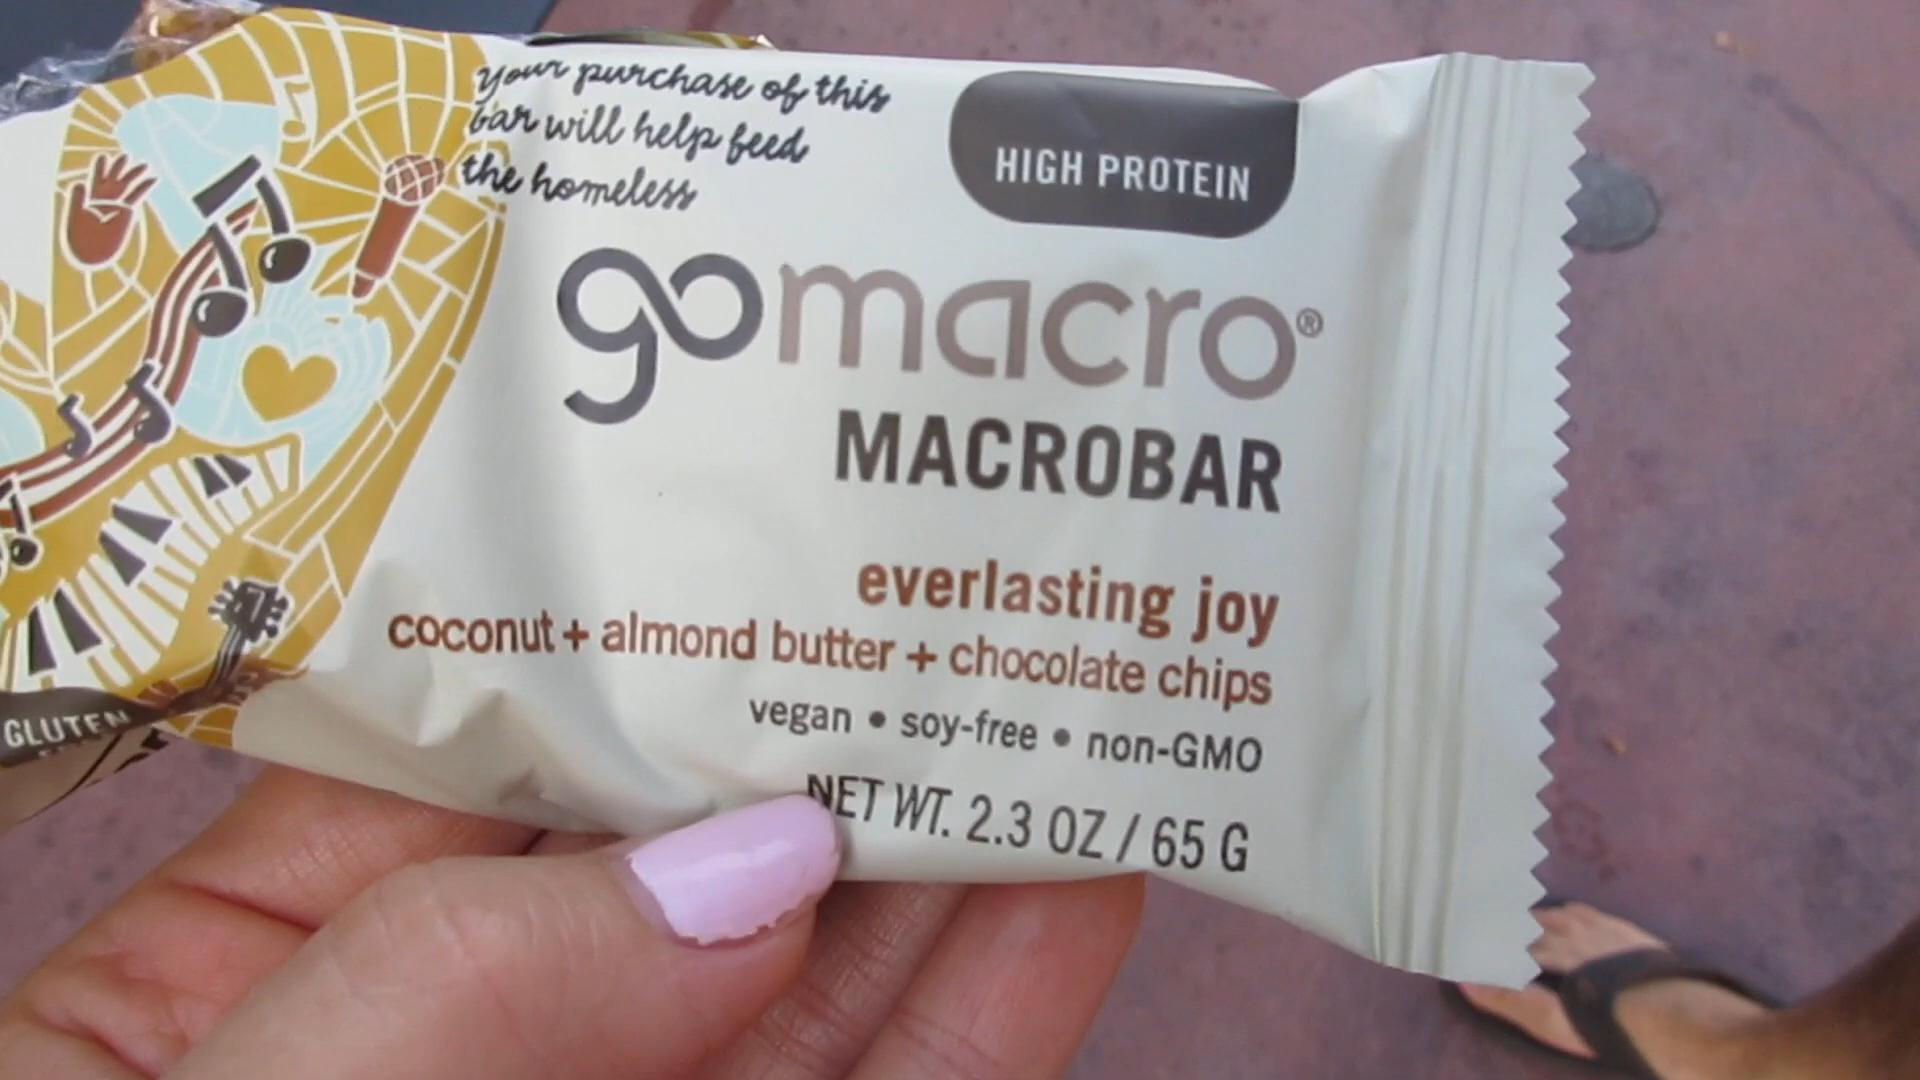 Your purchase of this
bar will help feed
the homeless
HIGH PROTEIN
gomacro®
MACROBAR
everlasting joy
coconut + almond butter + chocolate chips
vegan • soy-free • non-GMO
NET WT. 2.3 OZ / 65 G
GLUTEN